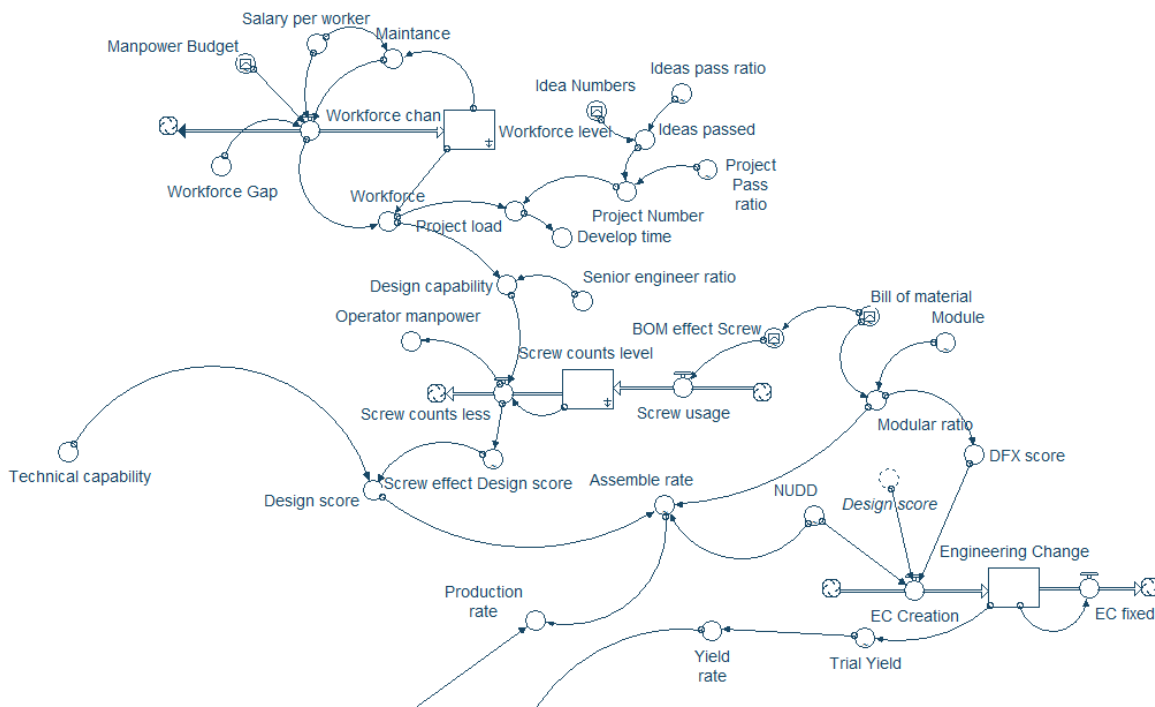 Salary per worker
Maintance
Manpower Budget
Ideas pass ratio
Idea Numbers
Workforce chan
Workforce level
Ideas passed
Workforce Gap
Project
Pass
ratio
Workforce
Project load
Project Number
Develop time
Design capability
Senior engineer ratio
Bill of material
Module
Operator manpower
BOM effect Screw
Screw counts level
Screw counts less
Screw usage
Modular ratio
Technical capability
Design score
Screw effect Design score
Assemble rate
DFX score
NUDD
Design score
Engineering Change
Production
rate
EC Creation
EC fixed
Yield
rate
Trial Yield